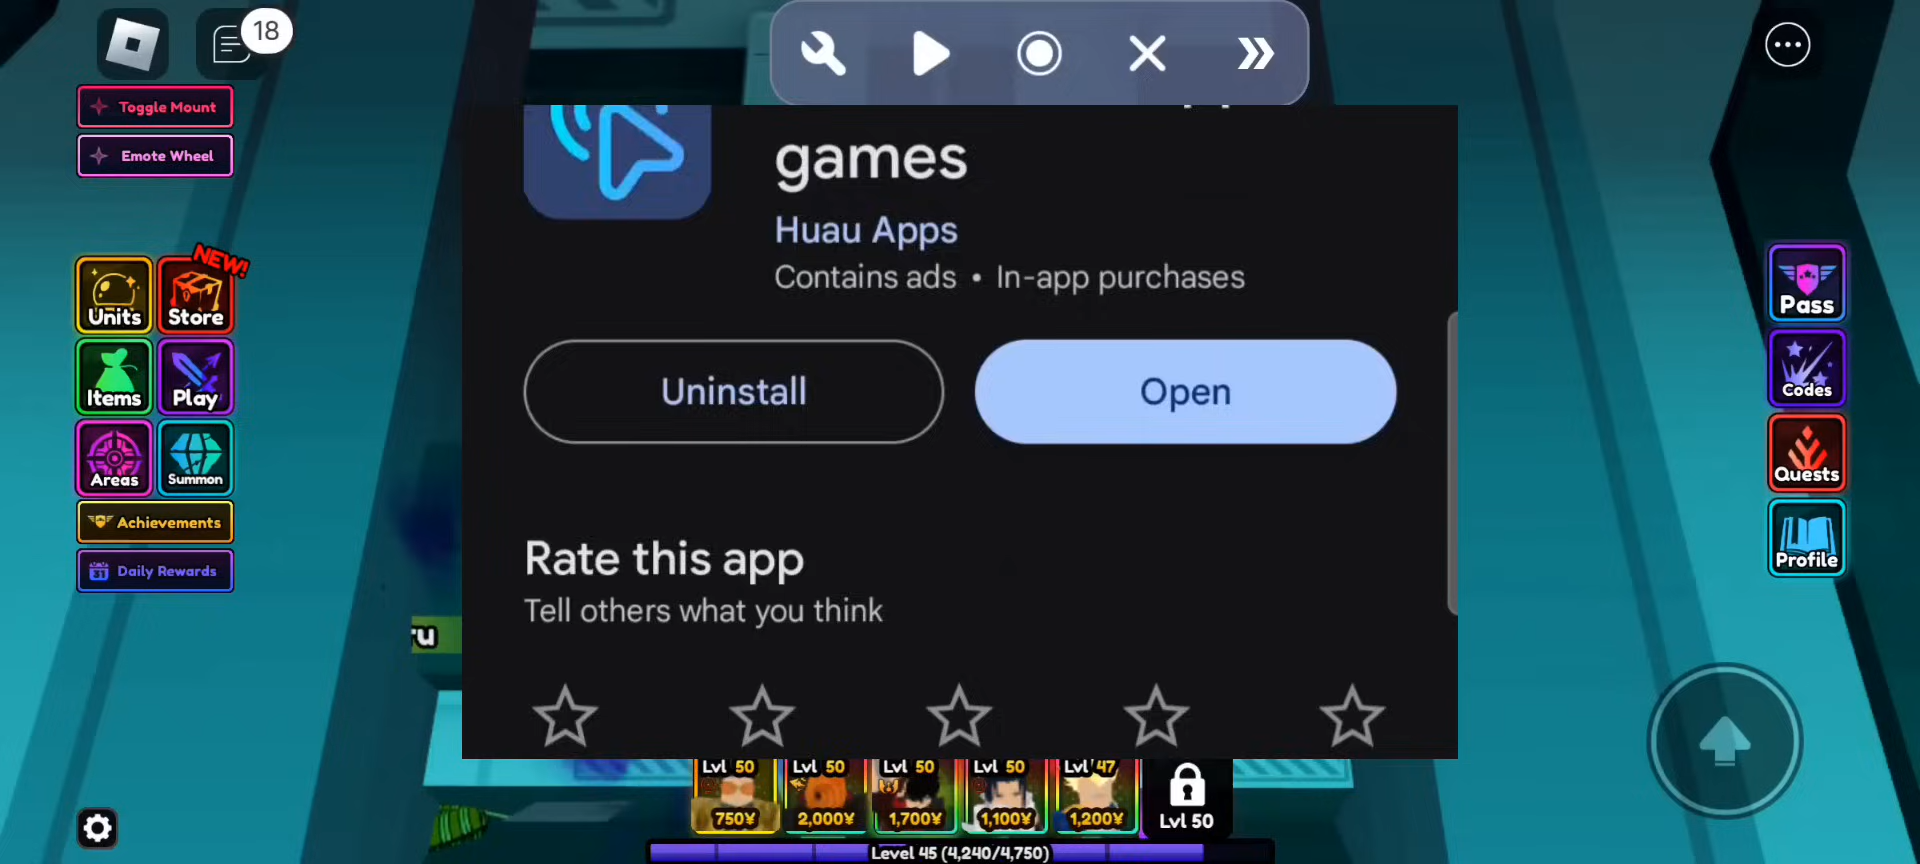 18
Toggle Mount
Emote Wheel
games
Huau Apps
Contains ads • In-app purchases
Uninstall
Open
Rate this app
Tell others what you think
NEW!
Units
Store
Items
Play
Areas
Summon
Achievements
31
Daily Rewards
Pass
Codes
Quests
Profile
ru
Lvl 50
Lvl 50
Lvl 50
Lvl 50
Lvl 47
750¥
2,000¥
1,700¥
1,100¥
1,200¥
Lvl 50
Level 45 (4,240/4,750)